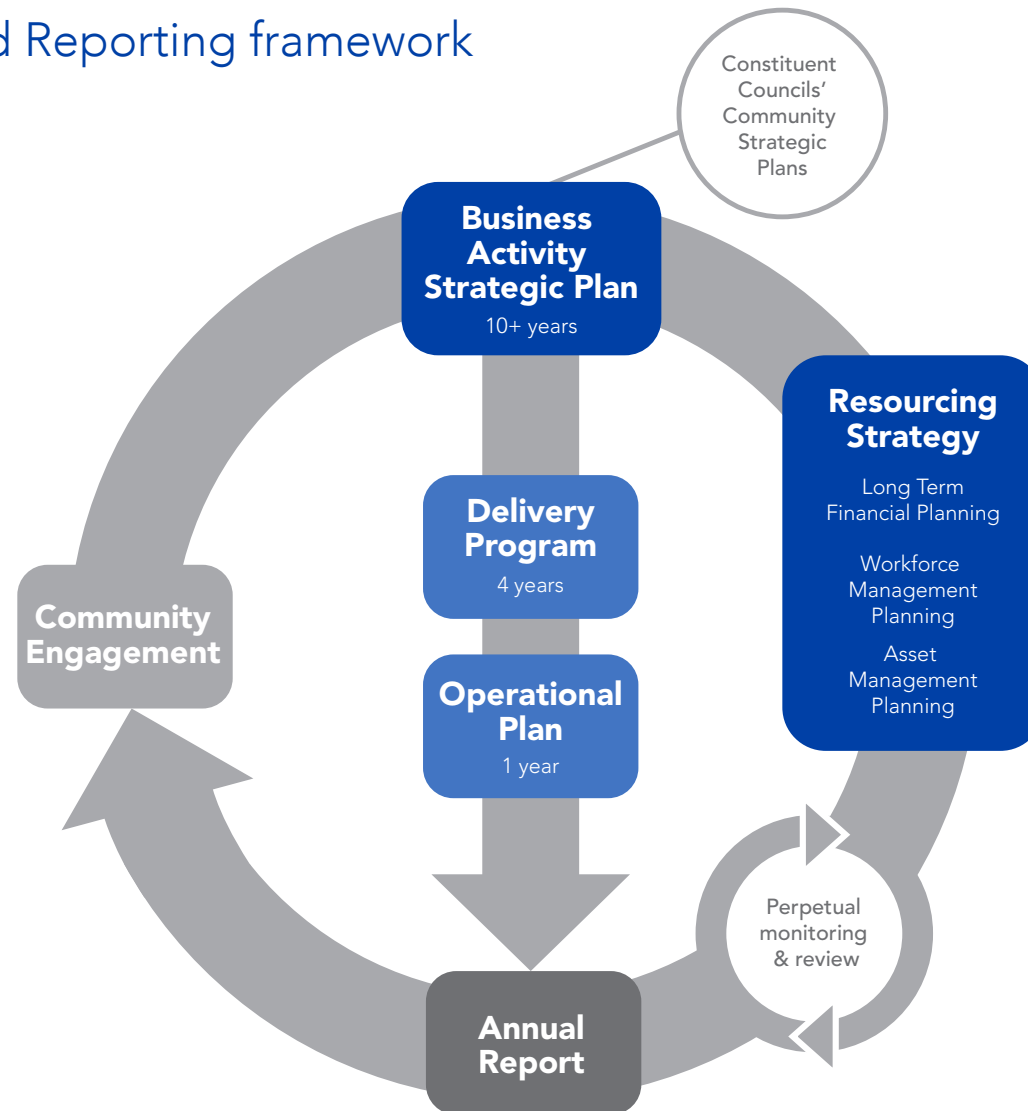 d Reporting framework
Constituent
Councils’
Community
Strategic
Plans
Business
Activity
Strategic Plan
10+ years
Resourcing
Strategy
Long Term
Financial Planning
Workforce
Management
Planning
Asset
Management
Planning
Delivery
Program
4 years
Community
Engagement
Operational
Plan
1 year
Perpetual
monitoring
& review
Annual
Report